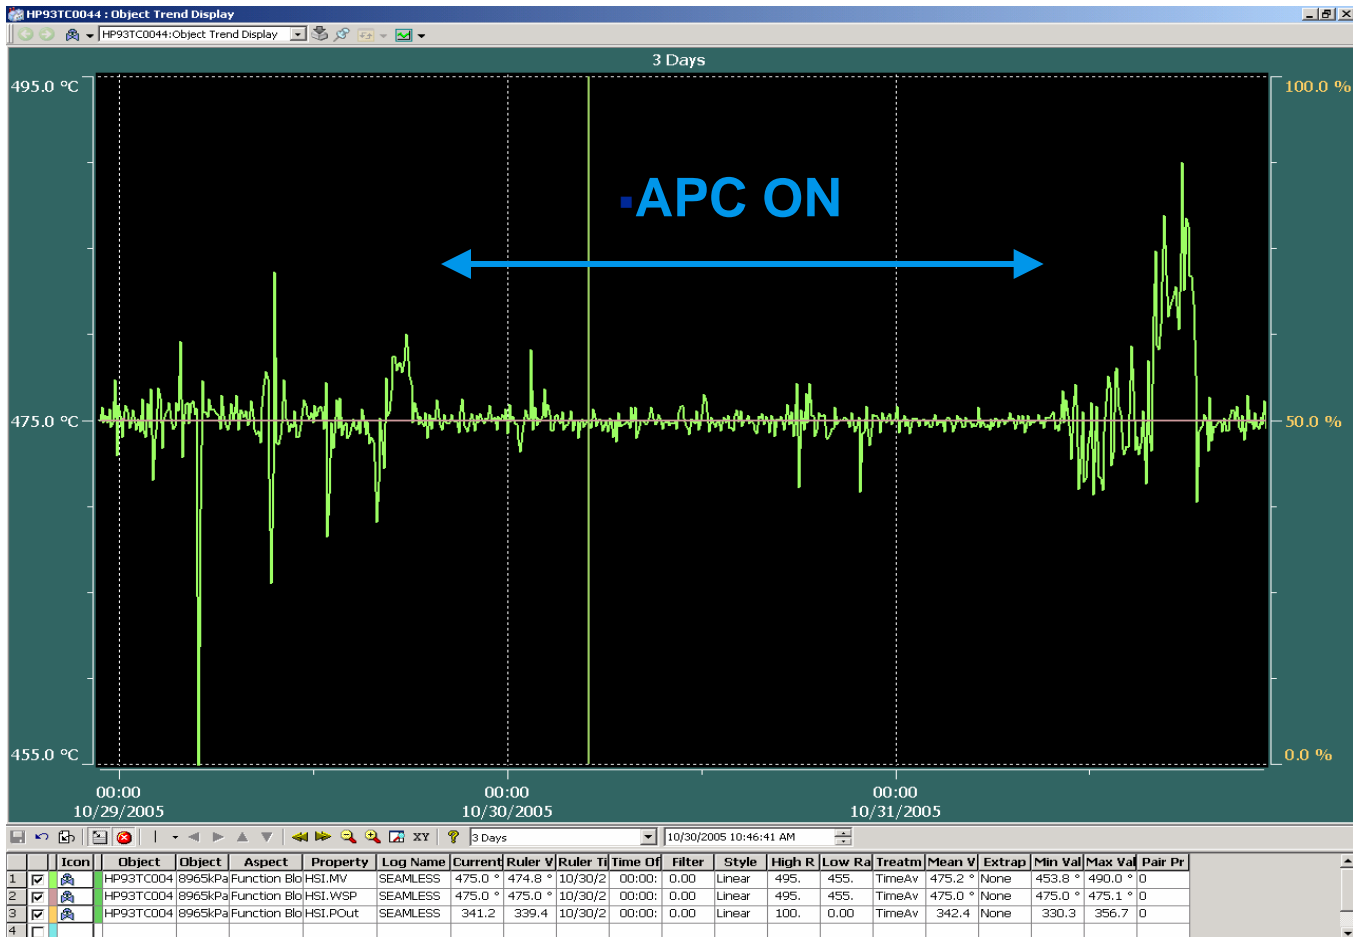 HP93TC0044 : Object Trend Display
HP93TC0044:Object Trend Display
3 Days
495.0 °C
100.0 %
▪APC ON
475.0 °C
50.0 %
455.0 °C
0.0 %
00:00 00:00 00:00
10/29/2005 10/30/2005 10/31/2005
XY ? 3 Days 10/30/2005 10:46:41 AM
Icon Object Object Aspect Property Log Name Current Ruler V Ruler Ti Time Of Filter Style High R Low Ra Treatm Mean V Extrap Min Val Max Val Pair Pr
1 HP93TC004 8965kPa Function Blo HSI.MV SEAMLESS 475.0 ° 474.8 ° 10/30/2 00:00: 0.00 Linear 495. 455. TimeAv 475.2 ° None 453.8 ° 490.0 ° 0
2 HP93TC004 8965kPa Function Blo HSI.WSP SEAMLESS 475.0 ° 475.0 ° 10/30/2 00:00: 0.00 Linear 495. 455. TimeAv 475.0 ° None 475.0 ° 475.1 ° 0
3 HP93TC004 8965kPa Function Blo HSI.POut SEAMLESS 341.2 339.4 10/30/2 00:00: 0.00 Linear 100. 0.00 TimeAv 342.4 None 330.3 356.7 0
4